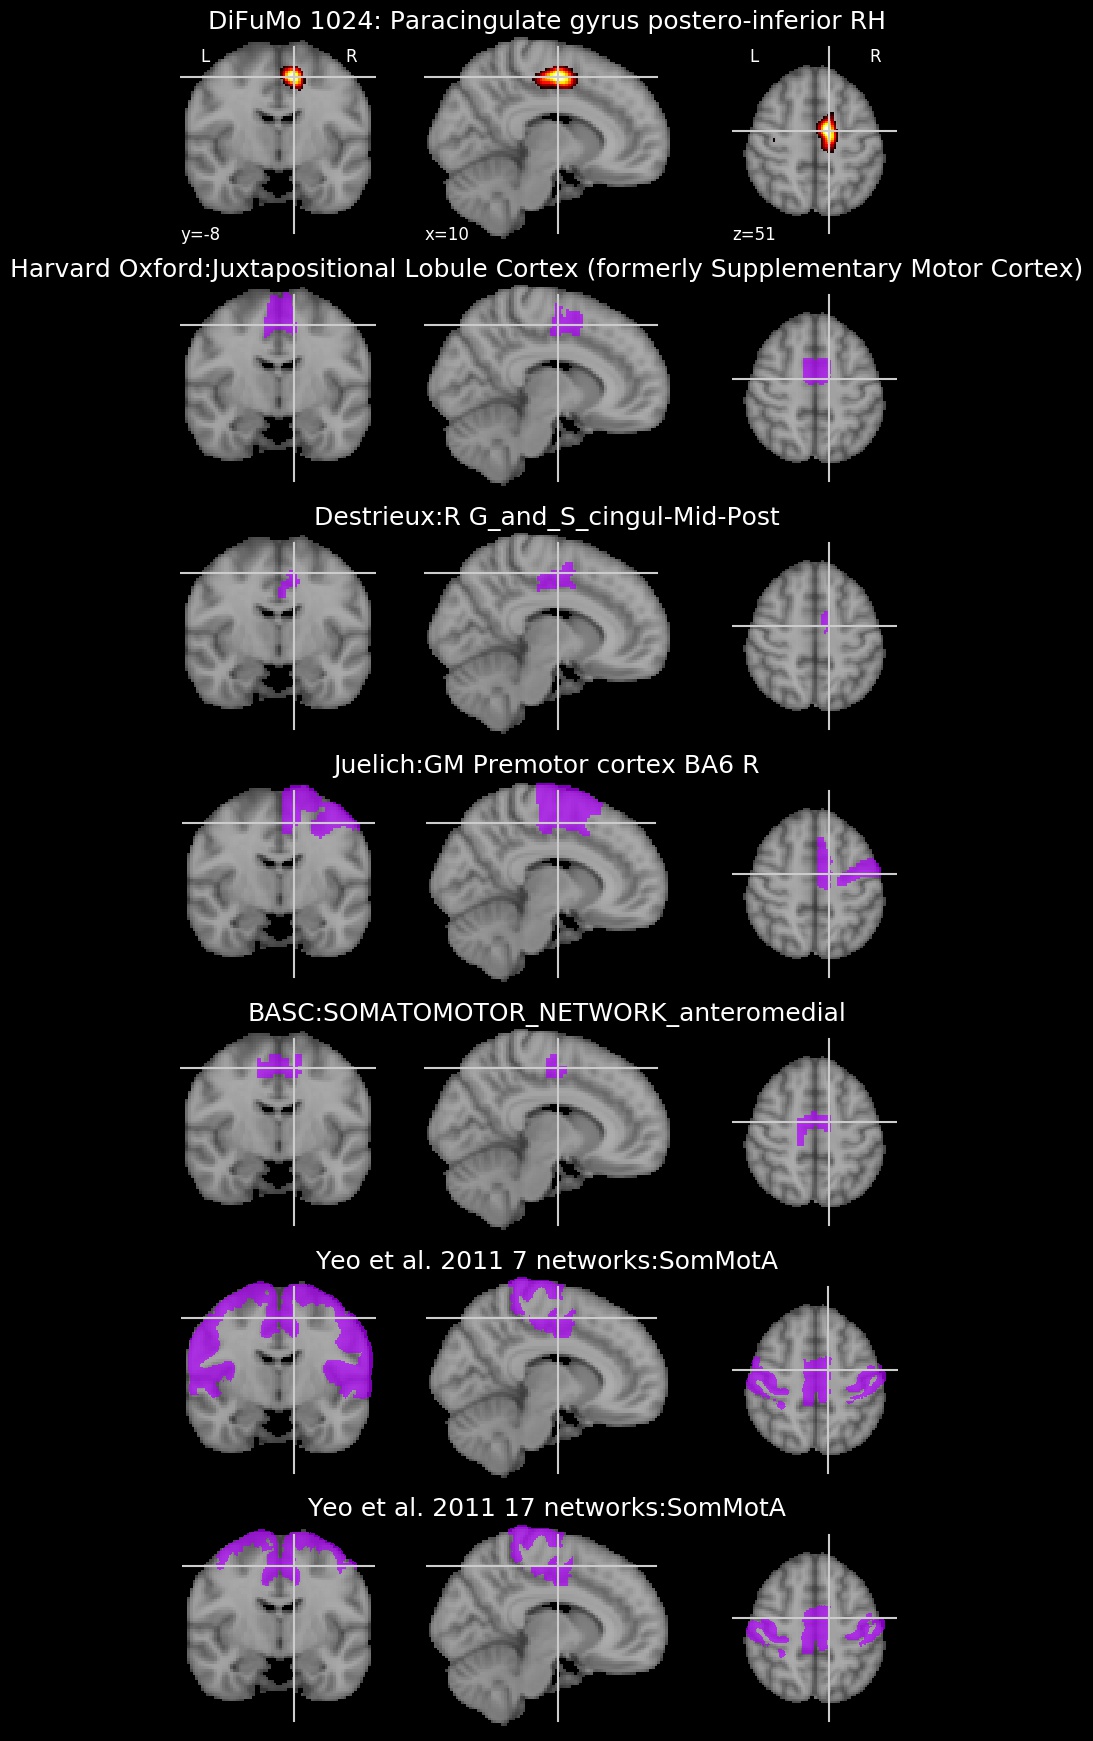 DiFuMo 1024: Paracingulate gyrus postero-inferior RH
L R L R
y=-8 x=10 z=51
Harvard Oxford:Juxtapositional Lobule Cortex (formerly Supplementary Motor Cortex)
Destrieux:R G_and_S_cingul-Mid-Post
Juelich:GM Premotor cortex BA6 R
BASC:SOMATOMOTOR_NETWORK_anteromedial
Yeo et al. 2011 7 networks:SomMotA
Yeo et al. 2011 17 networks:SomMotA